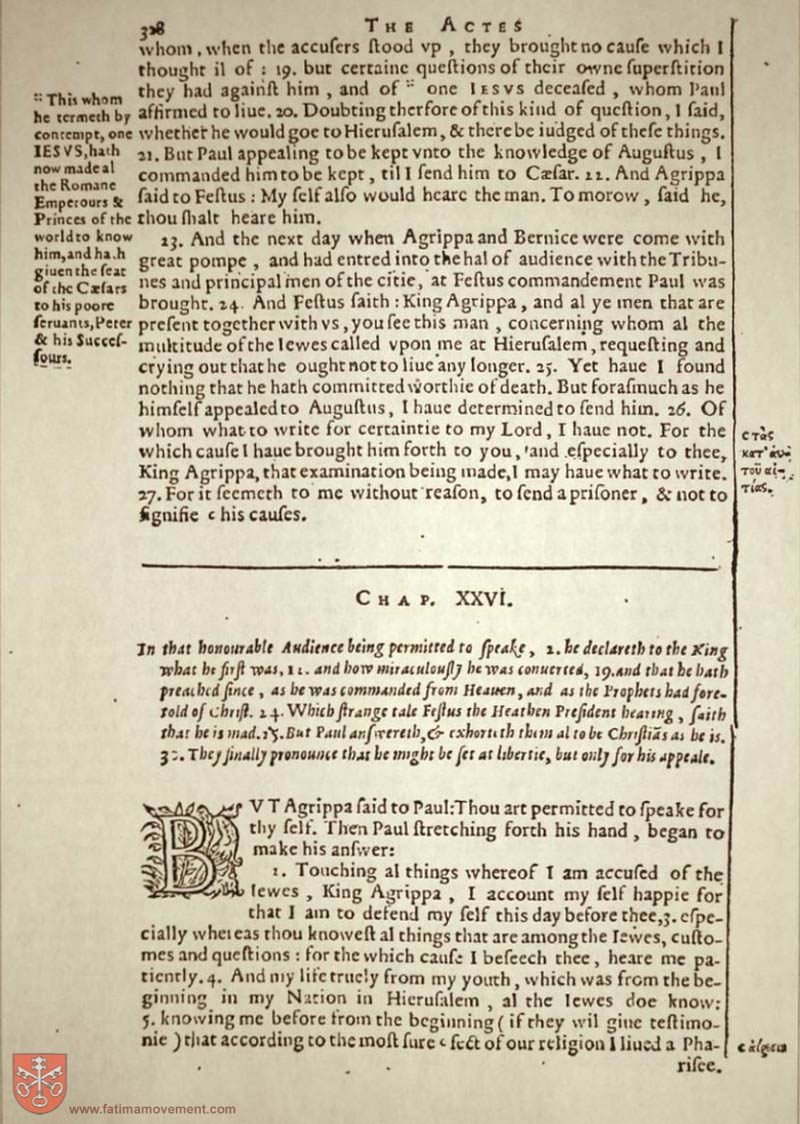 328
THE ACTES
whom, when the accuſers ſtood vp, they brought no cauſe which I
thought il of: 19. but certaine queſtions of their owne ſuperſtition
they had againſt him, and of " one IESVS deceaſed, whom Paul
affirmed to liue. 20. Doubting therfore of this kind of queſtion, I ſaid,
whether he would goe to Hieruſalem, & there be iudged of theſe things.
21. But Paul appealing to be kept vnto the knowledge of Auguſtus, I
commanded him to be kept, til I ſend him to Cæſar. 22. And Agrippa
ſaid to Feſtus: My ſelf alſo would heare the man. To morow, ſaid he,
thou ſhalt heare him.
23. And the next day when Agrippa and Bernice were come with
great pompe, and had entred into the hal of audience with the Tribu-
nes and principal men of the citie, at Feſtus commandement Paul was
brought. 24. And Feſtus ſaith: King Agrippa, and al ye men that are
preſent together with vs, you ſee this man, concerning whom al the
multitude of the Iewes called vpon me at Hieruſalem, requeſting and
crying out that he ought not to liue any longer. 25. Yet haue I found
nothing that he hath committed worthie of death. But foraſmuch as he
himſelf appealed to Auguſtus, I haue determined to ſend him. 26. Of
whom what to write for certaintie to my Lord, I haue not. For the
which cauſe I haue brought him forth to you, and eſpecially to thee,
King Agrippa, that examination being made, I may haue what to write.
27. For it ſeemeth to me without reaſon, to ſend a priſoner, & not to
ſignifie c his cauſes.
" This whom
he termeth by
contempt, one
IESVS, hath
now made al
the Romane
Emperours &
Princes of the
world to know
him, and hath
giuen the ſeat
of the Cæſars
to his poore
ſeruants, Peter
& his Succeſ-
ſours.
c τὰς
κατ' αὐ-
τοῦ αἰ-
τίας.
CHAP. XXVI.
In that honourable Audience being permitted to ſpeake, 2. he declareth to the King
what he firſt was, 12. and how miraculouſly he was conuerted, 19. and that he hath
preached ſince, as he was commanded from Heauen, and as the Prophets had fore-
told of Chriſt. 24. Which ſtrange tale Feſtus the Heathen Preſident hearing, ſaith
that he is mad. 25. But Paul anſwereth, & exhorteth them al to be Chriſtiãs as he is.
30. They finally pronounce that he might be ſet at libertie, but only for his appeale.
BVT Agrippa ſaid to Paul: Thou art permitted to ſpeake for
thy ſelf. Then Paul ſtretching forth his hand, began to
make his anſwer:
2. Touching al things whereof I am accuſed of the
Iewes, King Agrippa, I account my ſelf happie for
that I am to defend my ſelf this day before thee, 3. eſpe-
cially whereas thou knoweſt al things that are among the Iewes, cuſto-
mes and queſtions: for the which cauſe I beſeech thee, heare me pa-
tiently. 4. And my life truely from my youth, which was from the be-
ginning in my Nation in Hieruſalem, al the Iewes doe know:
5. knowing me before from the beginning (if they wil giue teſtimo-
nie) that according to the moſt ſure c ſect of our religion I liued a Pha-
riſee.
c αἵρεσιν
www.fatimamovement.com